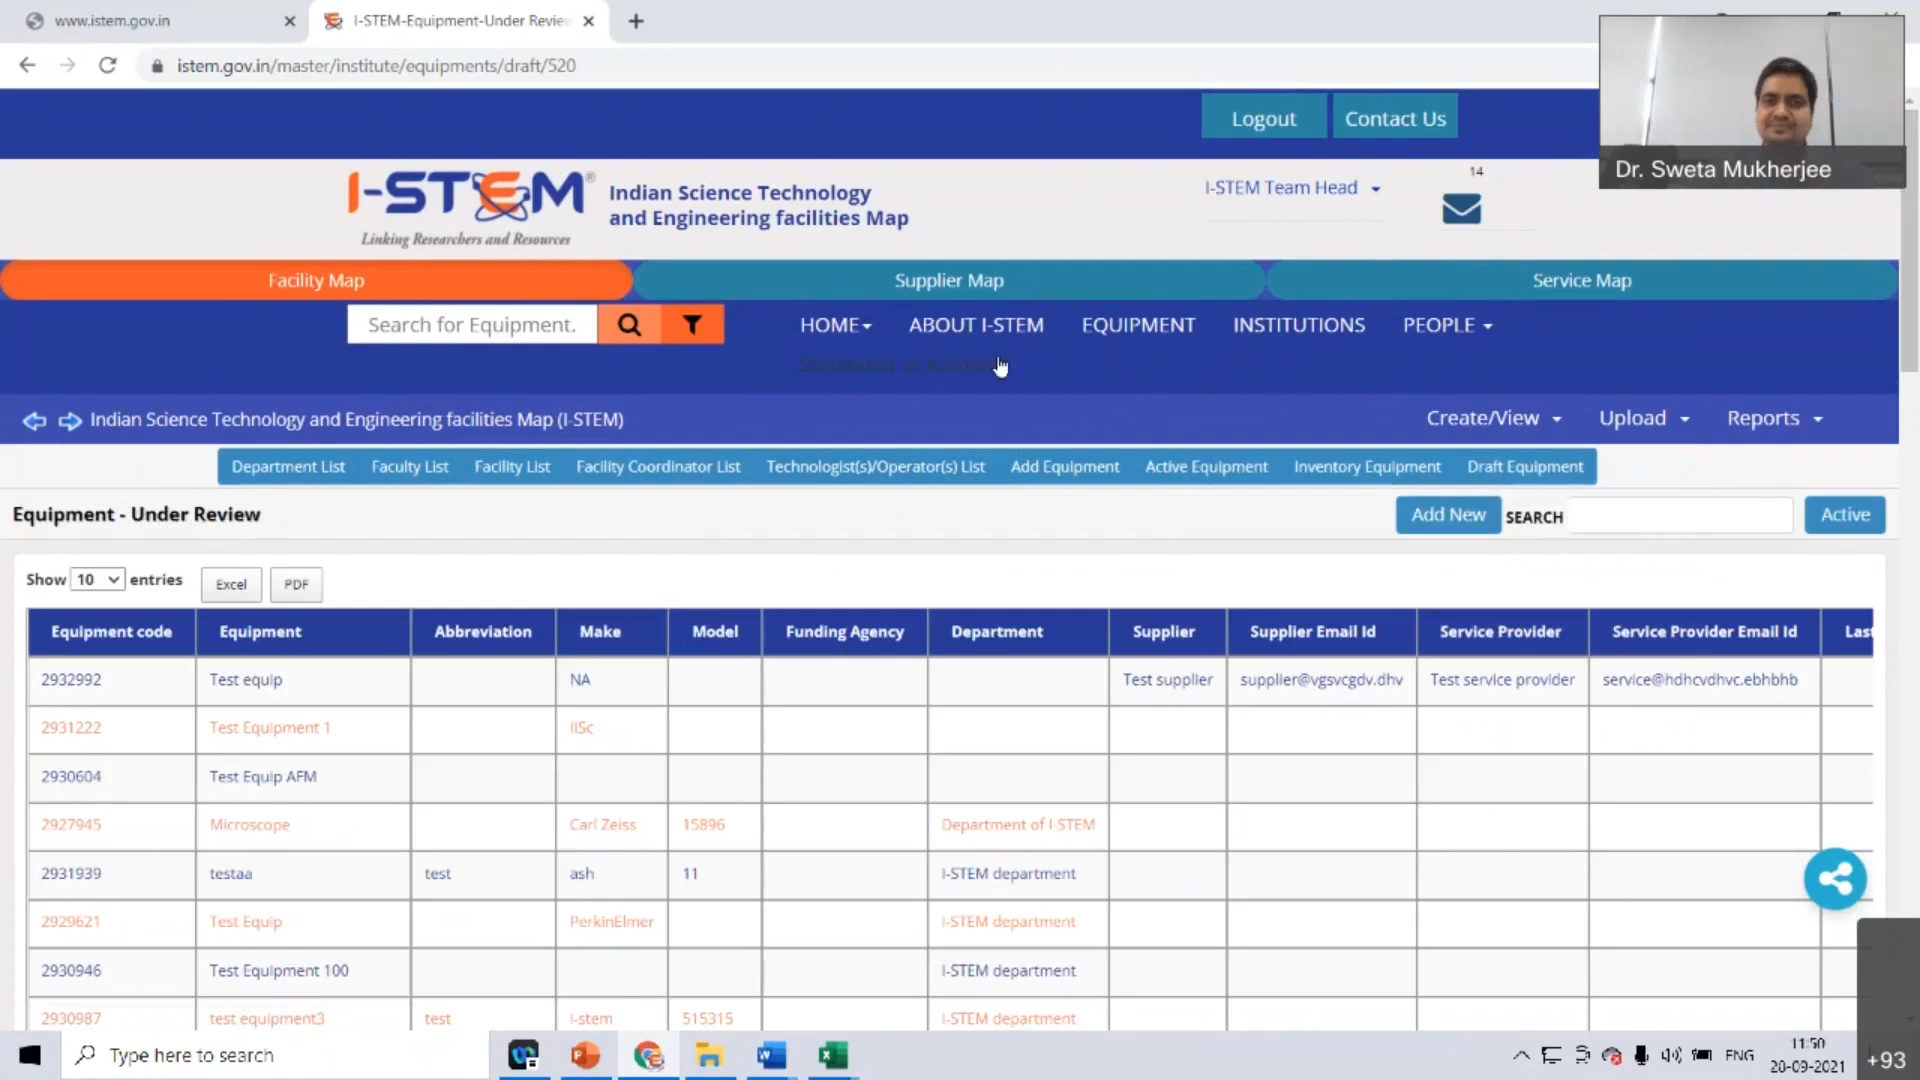 www.istem.gov.in
I-STEM-Equipment-Under Review
istem.gov.in/master/institute/equipments/draft/520
Logout
Contact Us
Dr. Sweta Mukherjee
I-STEM®
Linking Researchers and Resources
Indian Science Technology
and Engineering facilities Map
I-STEM Team Head
14
Facility Map
Supplier Map
Service Map
Search for Equipment.
HOME
ABOUT I-STEM
EQUIPMENT
INSTITUTIONS
PEOPLE
Indian Science Technology and Engineering facilities Map (I-STEM)
Create/View
Upload
Reports
Department List
Faculty List
Facility List
Facility Coordinator List
Technologist(s)/Operator(s) List
Add Equipment
Active Equipment
Inventory Equipment
Draft Equipment
Equipment - Under Review
Add New
SEARCH
Active
Show 10 entries
Excel
PDF
Equipment code Equipment Abbreviation Make Model Funding Agency Department Supplier Supplier Email Id Service Provider Service Provider Email Id Last
2932992 Test equip NA Test supplier supplier@vgsvcgdv.dhv Test service provider service@hdhcvdhvc.ebhbhb
2931222 Test Equipment 1 IISc
2930604 Test Equip AFM
2927945 Microscope Carl Zeiss 15896 Department of I-STEM
2931939 testaa test ash 11 I-STEM department
2929621 Test Equip PerkinElmer I-STEM department
2930946 Test Equipment 100 I-STEM department
2930987 test equipment3 test I-stem 515315 I-STEM department
Type here to search
ENG
11:50
20-09-2021
+93